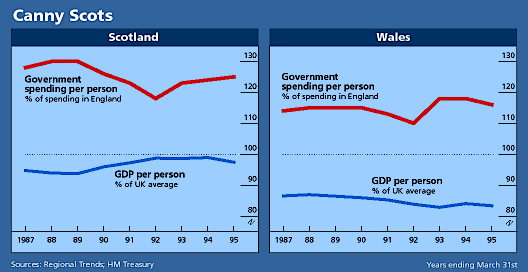 Canny Scots
Scotland
130
120
110
100
90
80
N
Government
spending per person
% of spending in England
GDP per person
% of UK average
1987 88 89 90 91 92 93 94 95
Wales
130
120
110
100
90
80
N
Government
spending per person
% of spending in England
GDP per person
% of UK average
1987 88 89 90 91 92 93 94 95
Sources: Regional Trends; HM Treasury
Years ending March 31st